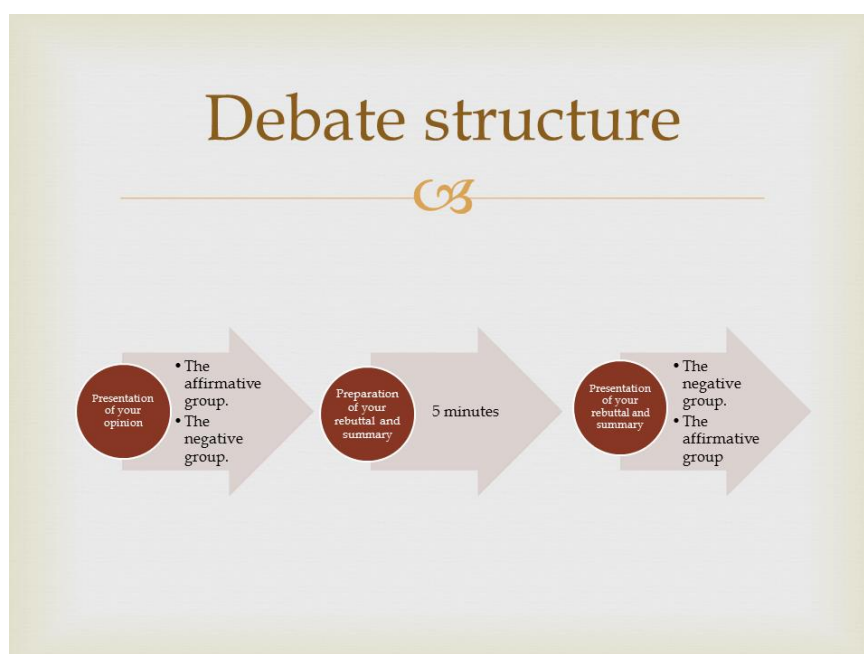 Debate structure
Presentation
of your
opinion
• The
affirmative
group.
• The
negative
group.
Preparation
of your
rebuttal and
summary
5 minutes
Presentation
of your
rebuttal and
summary
• The
negative
group.
• The
affirmative
group